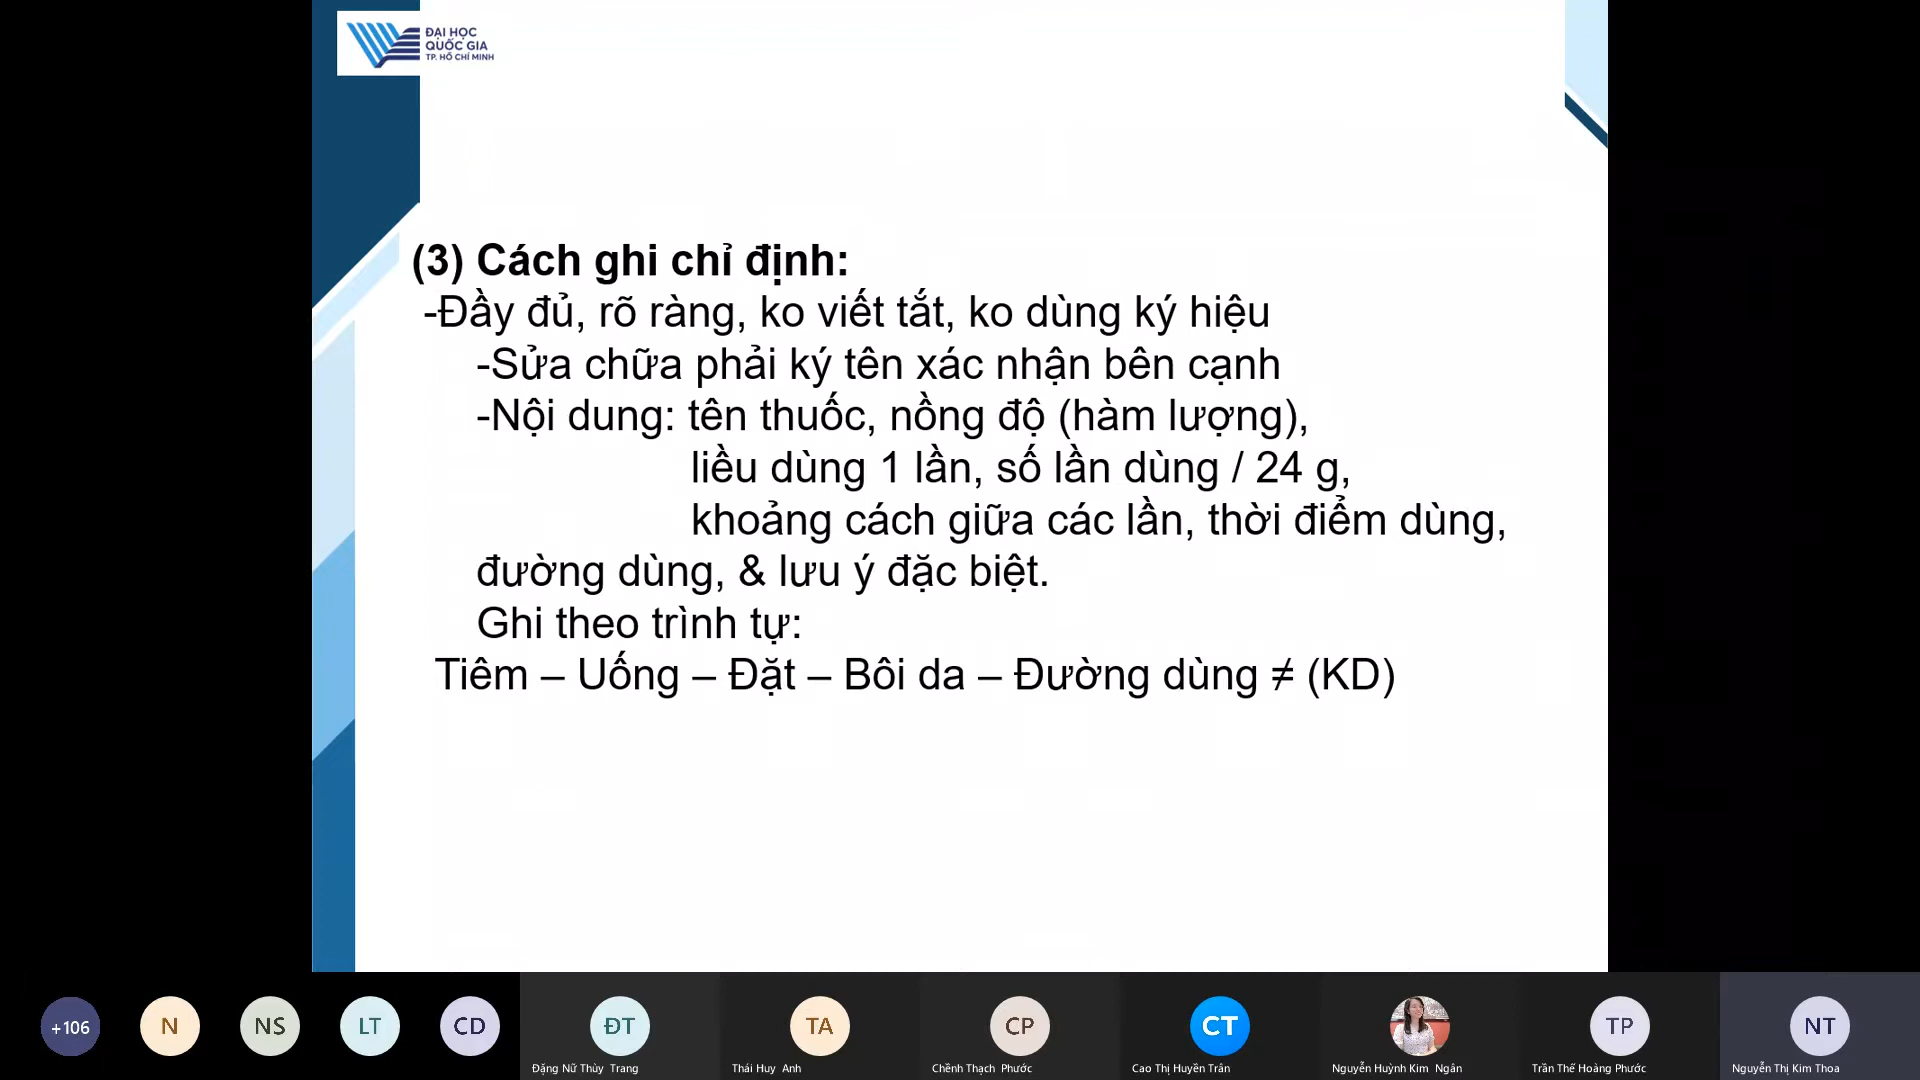 ĐẠI HỌC
QUỐC GIA
TP. HỒ CHÍ MINH
(3) Cách ghi chỉ định:
-Đầy đủ, rõ ràng, ko viết tắt, ko dùng ký hiệu
-Sửa chữa phải ký tên xác nhận bên cạnh
-Nội dung: tên thuốc, nồng độ (hàm lượng),
liều dùng 1 lần, số lần dùng / 24 g,
khoảng cách giữa các lần, thời điểm dùng,
đường dùng, & lưu ý đặc biệt.
Ghi theo trình tự:
Tiêm – Uống – Đặt – Bôi da – Đường dùng ≠ (KD)
+106 N NS LT CD ĐT TA CP CT TP NT
Đặng Nữ Thùy Trang Thái Huy Anh Chềnh Thạch Phước Cao Thị Huyền Trân Nguyễn Huỳnh Kim Ngân Trần Thế Hoàng Phước Nguyễn Thị Kim Thoa